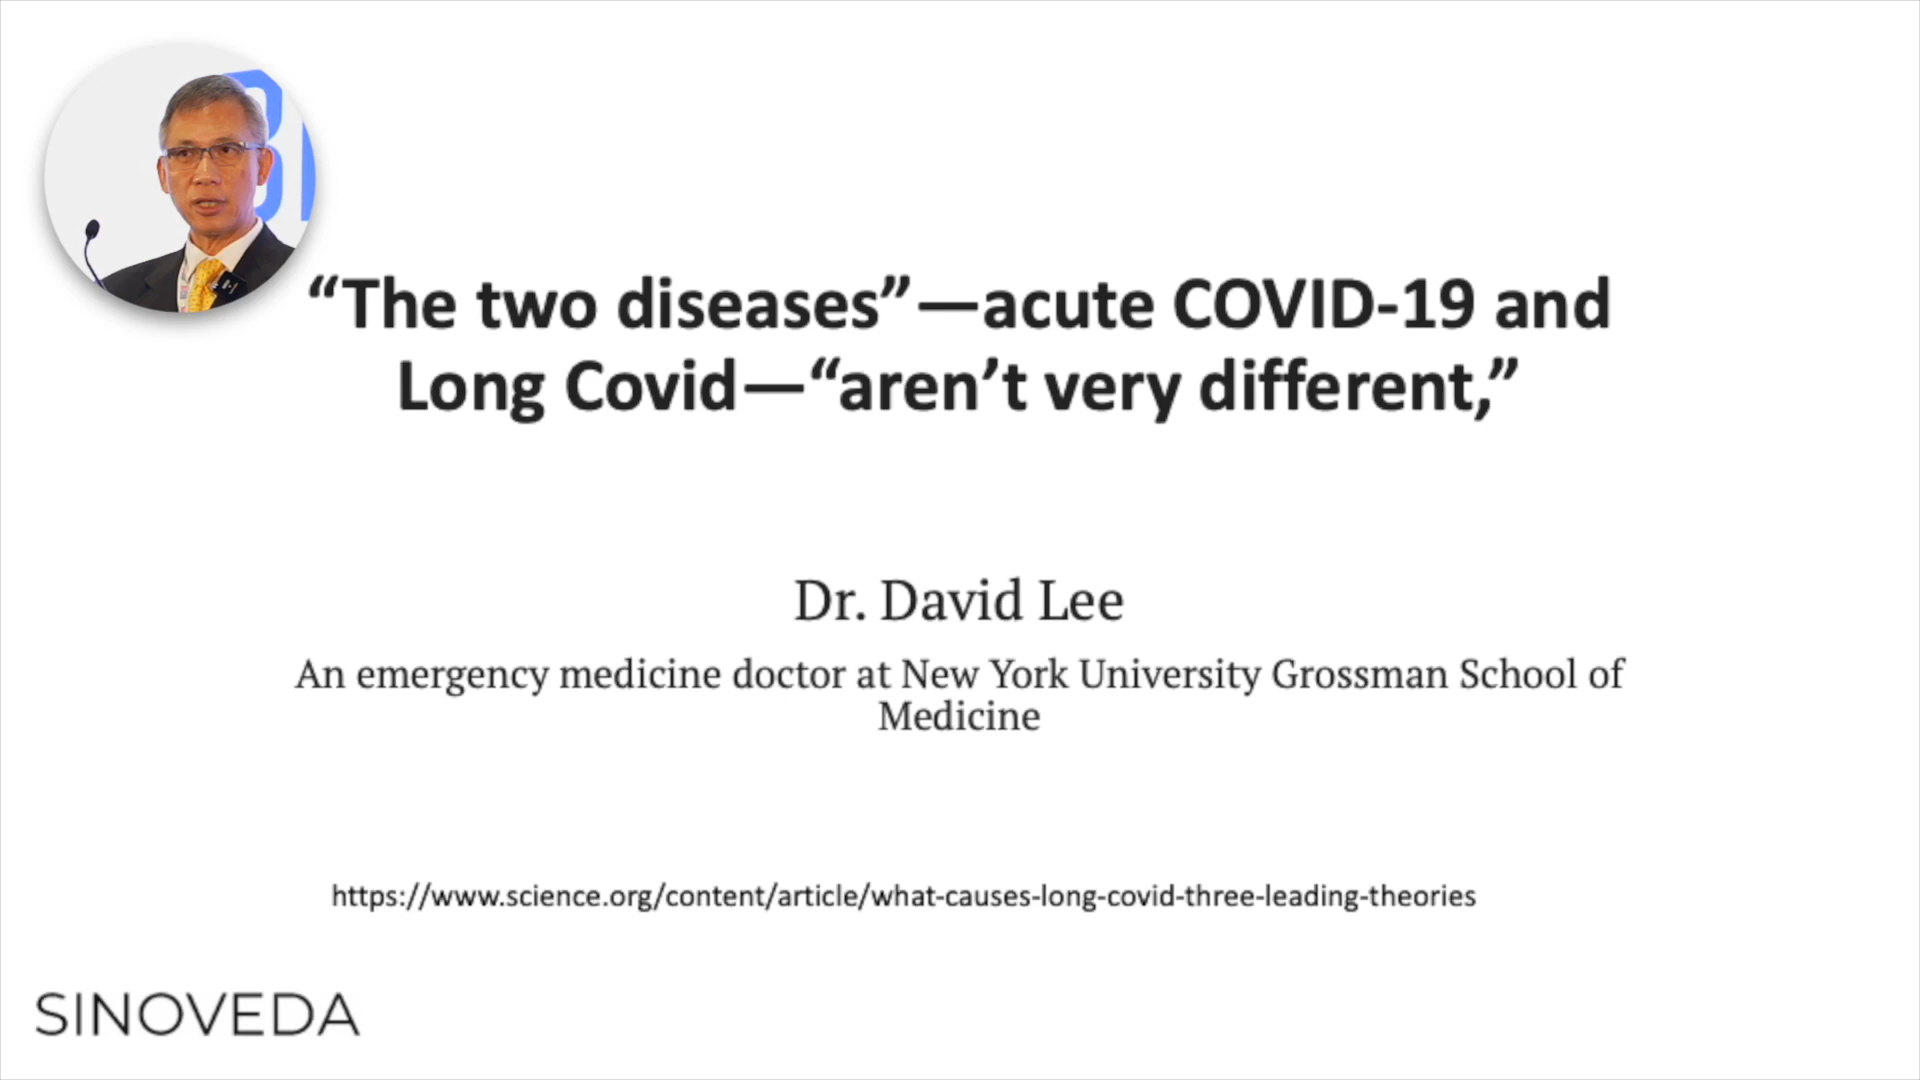 “The two diseases”—acute COVID-19 and
Long Covid—“aren’t very different,”
Dr. David Lee
An emergency medicine doctor at New York University Grossman School of
Medicine
https://www.science.org/content/article/what-causes-long-covid-three-leading-theories
SINOVEDA